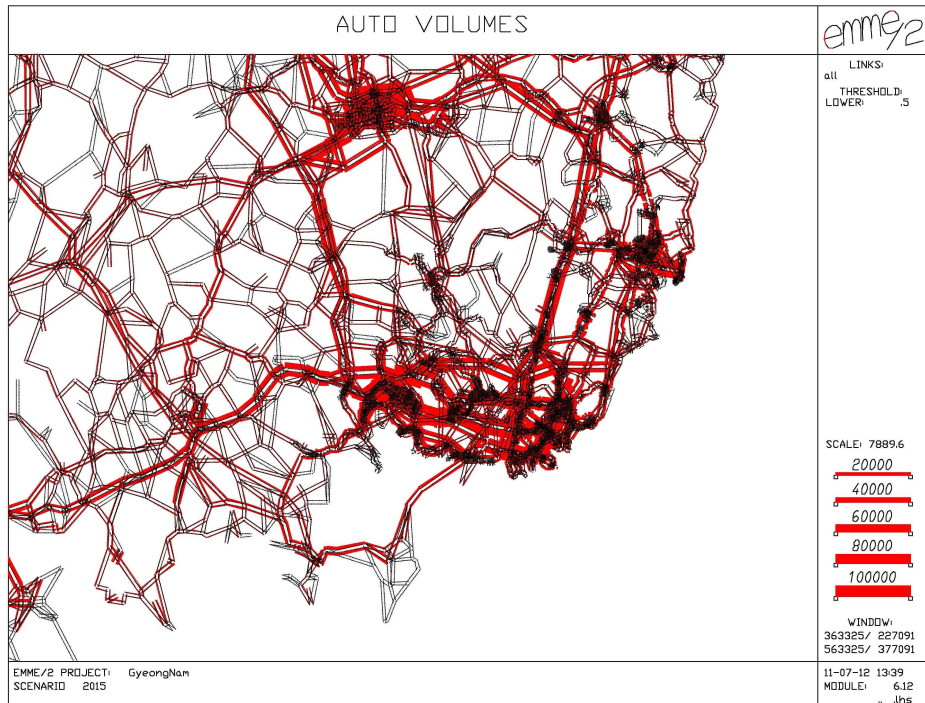 AUTO VOLUMES
emme/2
LINKS:
all
THRESHOLD:
LOWER: .5
SCALE: 7889.6
20000
40000
60000
80000
100000
WINDOW:
363325/ 227091
563325/ 377091
EMME/2 PROJECT: GyeongNam
SCENARIO 2015
11-07-12 13:39
MODULE: 6.12
.lhs